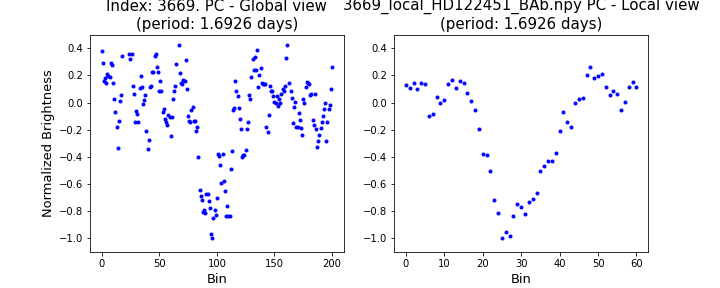 Index: 3669. PC - Global view
(period: 1.6926 days)
3669_local_HD122451_BAb.npy PC - Local view
(period: 1.6926 days)
Normalized Brightness
0.4
0.2
0.0
−0.2
−0.4
−0.6
−0.8
−1.0
0 50 100 150 200
Bin
0.4
0.2
0.0
−0.2
−0.4
−0.6
−0.8
−1.0
0 10 20 30 40 50 60
Bin